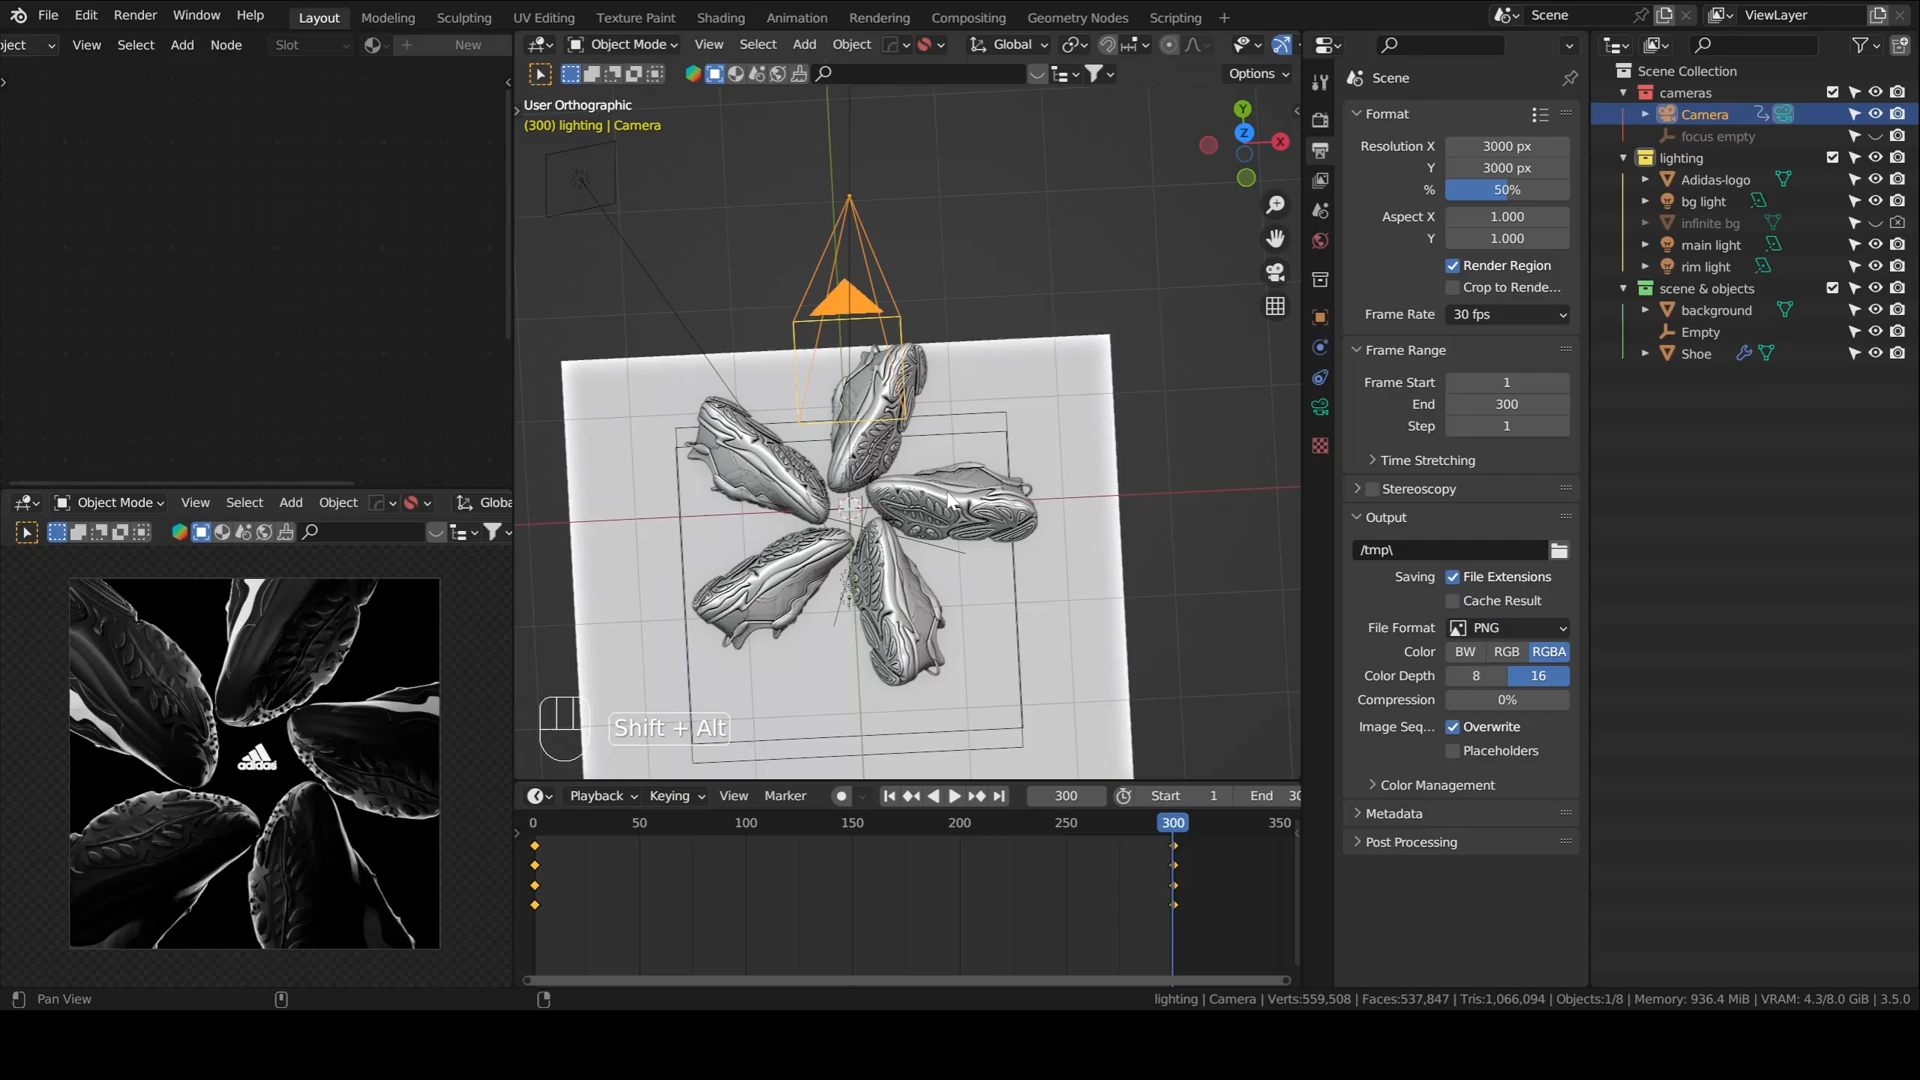 File Edit Render Window Help Layout Modeling Sculpting UV Editing Texture Paint Shading Animation Rendering Compositing Geometry Nodes Scripting + Scene ViewLayer
oject View Select Add Node Slot New
Object Mode View Select Add Object Global
Options
User Orthographic
(300) lighting | Camera
Y
Z
X
Shift + Alt
Object Mode View Select Add Object Globa
adidas
Playback Keying View Marker 300 Start 1 End 30
0 50 100 150 200 250 300 350
Scene
Format
Resolution X 3000 px
Y 3000 px
% 50%
Aspect X 1.000
Y 1.000
Render Region
Crop to Rende...
Frame Rate 30 fps
Frame Range
Frame Start 1
End 300
Step 1
Time Stretching
Stereoscopy
Output
/tmp\
Saving File Extensions
Cache Result
File Format PNG
Color BW RGB RGBA
Color Depth 8 16
Compression 0%
Image Seq... Overwrite
Placeholders
Color Management
Metadata
Post Processing
Scene Collection
cameras
Camera
focus empty
lighting
Adidas-logo
bg light
infinite bg
main light
rim light
scene & objects
background
Empty
Shoe
Pan View
lighting | Camera | Verts:559,508 | Faces:537,847 | Tris:1,066,094 | Objects:1/8 | Memory: 936.4 MiB | VRAM: 4.3/8.0 GiB | 3.5.0